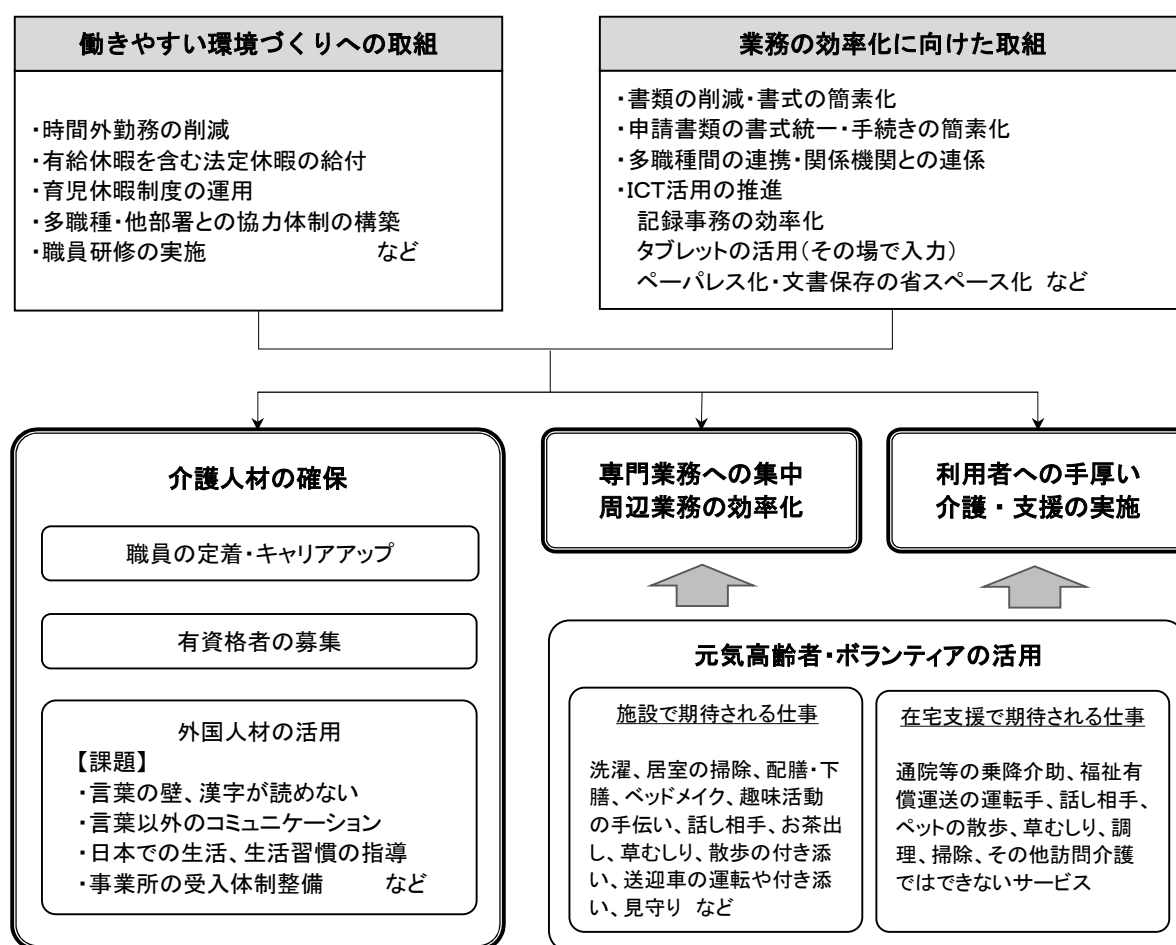 働きやすい環境づくりへの取組
・時間外勤務の削減
・有給休暇を含む法定休暇の給付
・育児休暇制度の運用
・多職種・他部署との協力体制の構築
・職員研修の実施 など
業務の効率化に向けた取組
・書類の削減・書式の簡素化
・申請書類の書式統一・手続きの簡素化
・多職種間の連携・関係機関との連係
・ICT活用の推進
記録事務の効率化
タブレットの活用(その場で入力)
ペーパレス化・文書保存の省スペース化 など
介護人材の確保
職員の定着・キャリアアップ
有資格者の募集
外国人材の活用
【課題】
・言葉の壁、漢字が読めない
・言葉以外のコミュニケーション
・日本での生活、生活習慣の指導
・事業所の受入体制整備 など
専門業務への集中
周辺業務の効率化
利用者への手厚い
介護・支援の実施
元気高齢者・ボランティアの活用
施設で期待される仕事
洗濯、居室の掃除、配膳・下
膳、ベッドメイク、趣味活動
の手伝い、話し相手、お茶出
し、草むしり、散歩の付き添
い、送迎車の運転や付き添
い、見守り など
在宅支援で期待される仕事
通院等の乗降介助、福祉有
償運送の運転手、話し相手、
ペットの散歩、草むしり、調
理、掃除、その他訪問介護
ではできないサービス